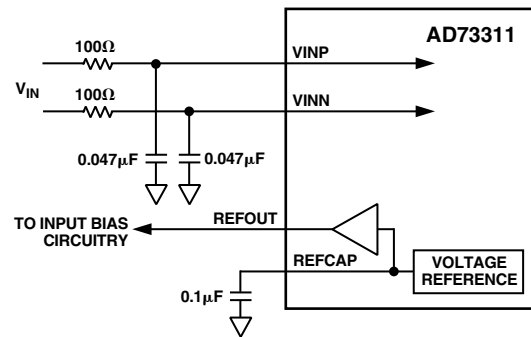 AD73311
100Ω
VINP
V_IN
100Ω
VINN
0.047μF
0.047μF
TO INPUT BIAS
CIRCUITRY
REFOUT
REFCAP
VOLTAGE
REFERENCE
0.1μF